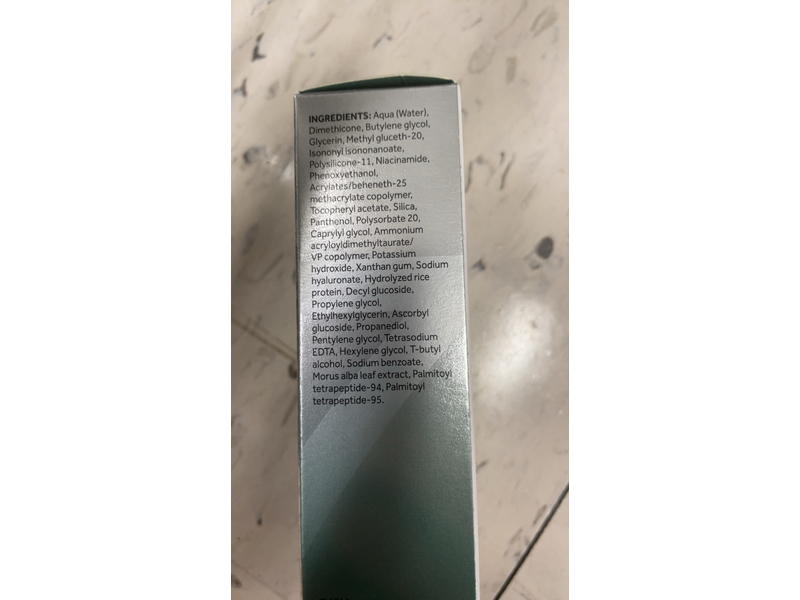 INGREDIENTS: Aqua (Water),
Dimethicone, Butylene glycol,
Glycerin, Methyl gluceth-20,
Isononyl isononanoate,
Polysilicone-11, Niacinamide,
Phenoxyethanol,
Acrylates/beheneth-25
methacrylate copolymer,
Tocopheryl acetate, Silica,
Panthenol, Polysorbate 20,
Caprylyl glycol, Ammonium
acryloyldimethyltaurate/
VP copolymer, Potassium
hydroxide, Xanthan gum, Sodium
hyaluronate, Hydrolyzed rice
protein, Decyl glucoside,
Propylene glycol,
Ethylhexylglycerin, Ascorbyl
glucoside, Propanediol,
Pentylene glycol, Tetrasodium
EDTA, Hexylene glycol, T-butyl
alcohol, Sodium benzoate,
Morus alba leaf extract, Palmitoyl
tetrapeptide-94, Palmitoyl
tetrapeptide-95.